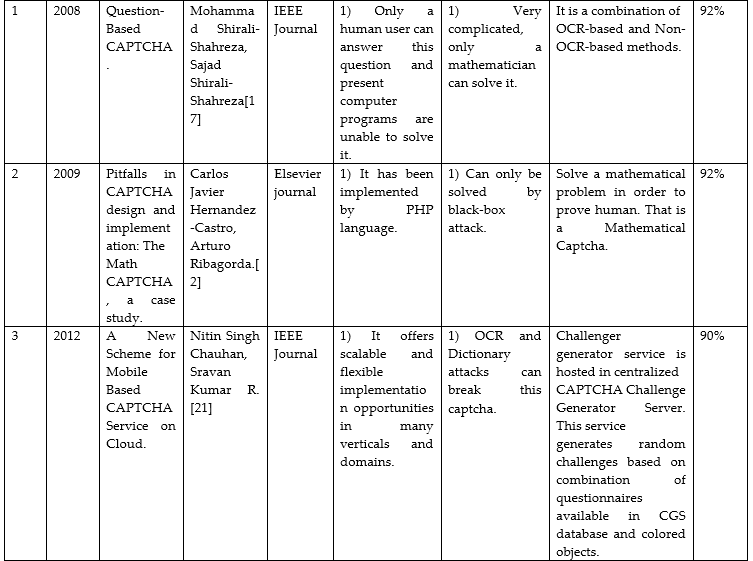 1
2008
Question-
Based
CAPTCHA
.
Mohamma
d Shirali-
Shahreza,
Sajad
Shirali-
Shahreza[1
7]
IEEE
Journal
1) Only a
human user can
answer this
question and
present
computer
programs are
unable to solve
it.
1) Very
complicated,
only a
mathematician
can solve it.
It is a combination of
OCR-based and Non-
OCR-based methods.
92%
2
2009
Pitfalls in
CAPTCHA
design and
implement
ation: The
Math
CAPTCHA
, a case
study.
Carlos
Javier
Hernandez
-Castro,
Arturo
Ribagorda.[
2]
Elsevier
journal
1) It has been
implemented
by PHP
language.
1) Can only be
solved by
black-box
attack.
Solve a mathematical
problem in order to
prove human. That is
a Mathematical
Captcha.
92%
3
2012
A New
Scheme for
Mobile
Based
CAPTCHA
Service on
Cloud.
Nitin Singh
Chauhan,
Sravan
Kumar R.
[21]
IEEE
Journal
1) It offers
scalable and
flexible
implementatio
n opportunities
in many
verticals and
domains.
1) OCR and
Dictionary
attacks can
break this
captcha.
Challenger
generator service is
hosted in centralized
CAPTCHA Challenge
Generator Server.
This service
generates random
challenges based on
combination of
questionnaires
available in CGS
database and colored
objects.
90%